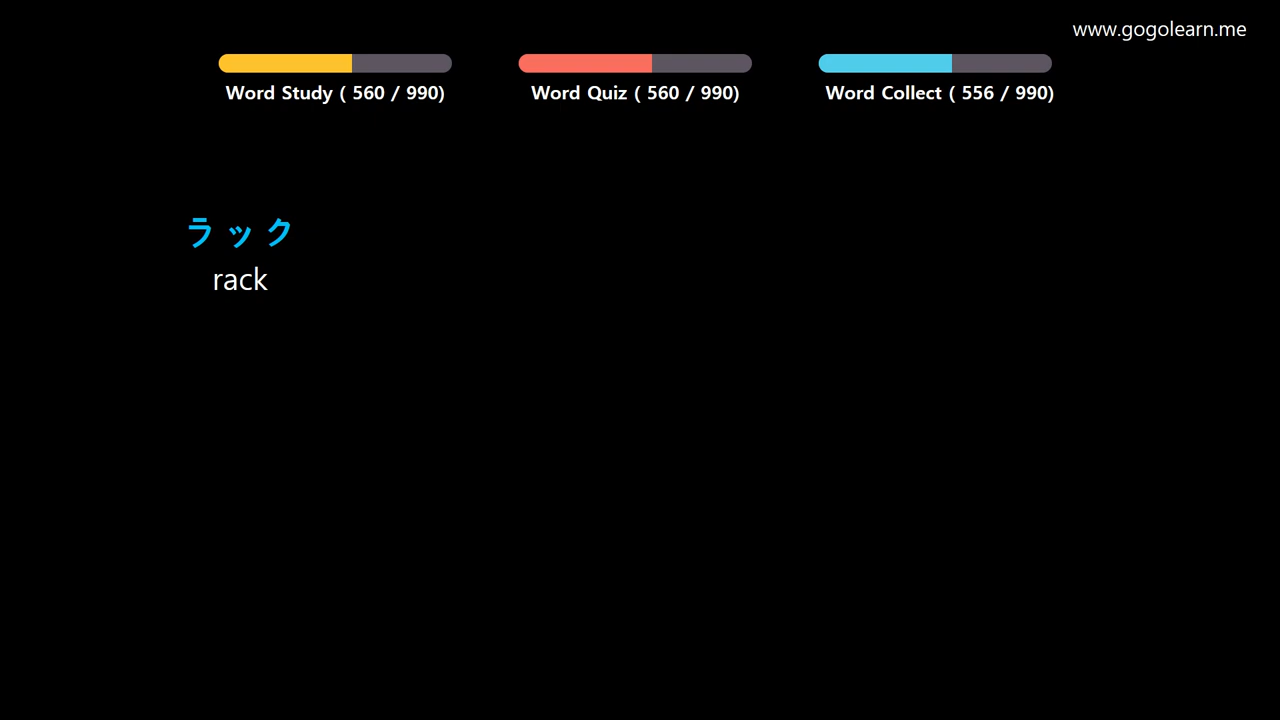 www.gogolearn.me
Word Study ( 560 / 990)
Word Quiz ( 560 / 990)
Word Collect ( 556 / 990)
ラック
rack